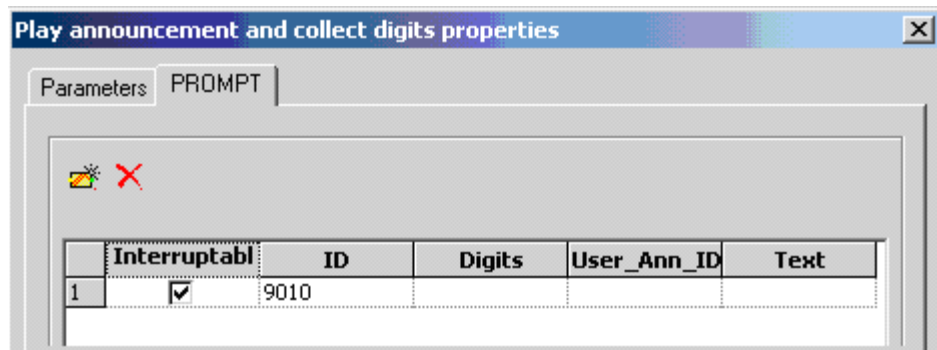 Play announcement and collect digits properties
Parameters PROMPT
Interruptabl ID Digits User_Ann_ID Text
1 9010